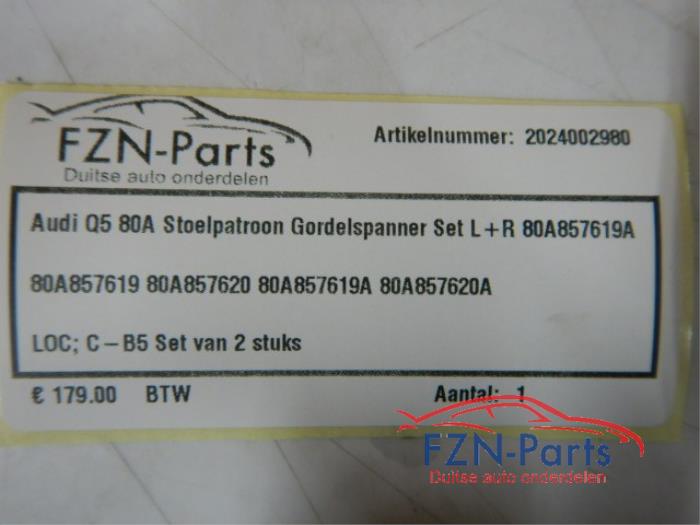 FZN-Parts
Duitse auto onderdelen
Artikelnummer: 2024002980
Audi Q5 80A Stoelpatroon Gordelspanner Set L+R 80A857619A
80A857619 80A857620 80A857619A 80A857620A
LOC; C-B5 Set van 2 stuks
€ 179.00 BTW Aantal: 1
FZN-Parts
Duitse auto onderdelen